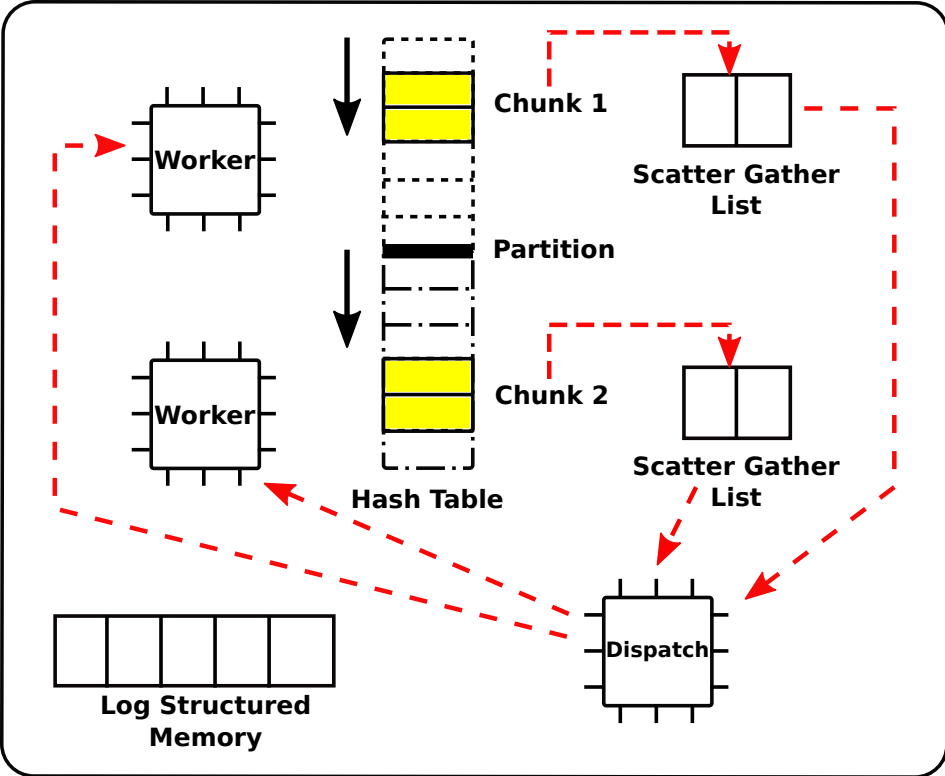 Chunk 1
Worker
Scatter Gather
List
Partition
Chunk 2
Worker
Scatter Gather
List
Hash Table
Dispatch
Log Structured
Memory